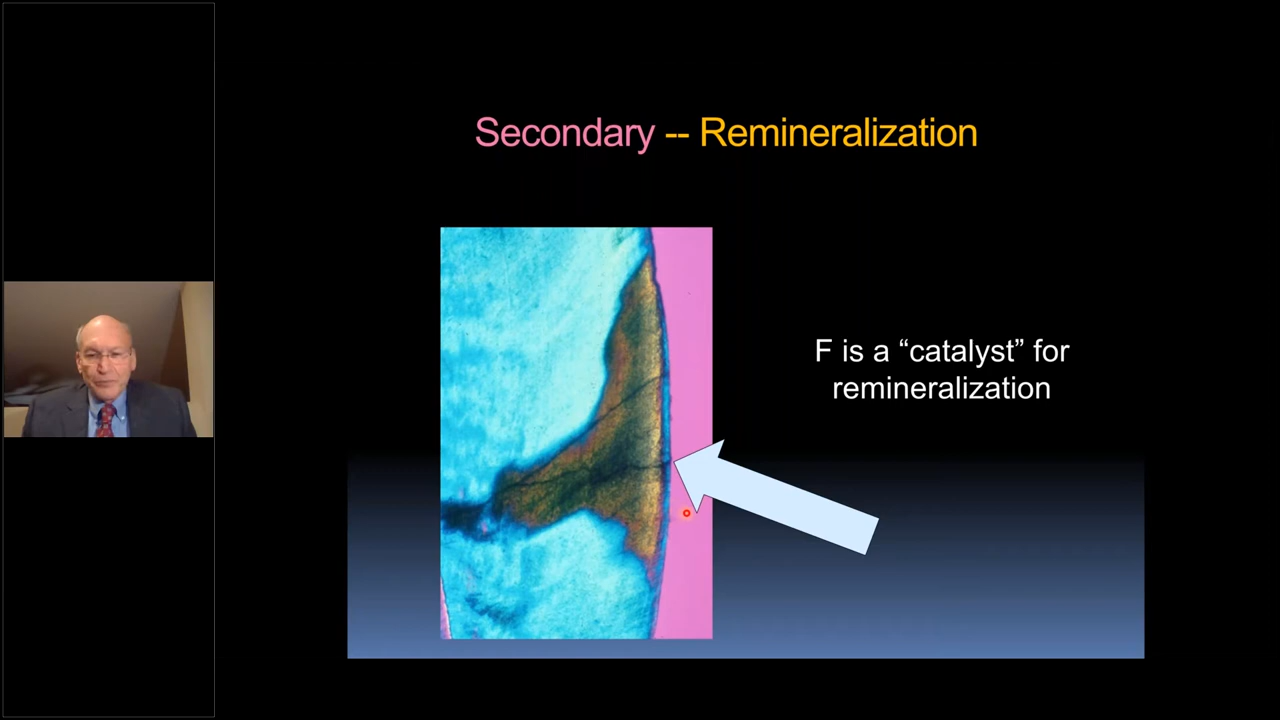 Secondary -- Remineralization
F is a “catalyst” for
remineralization